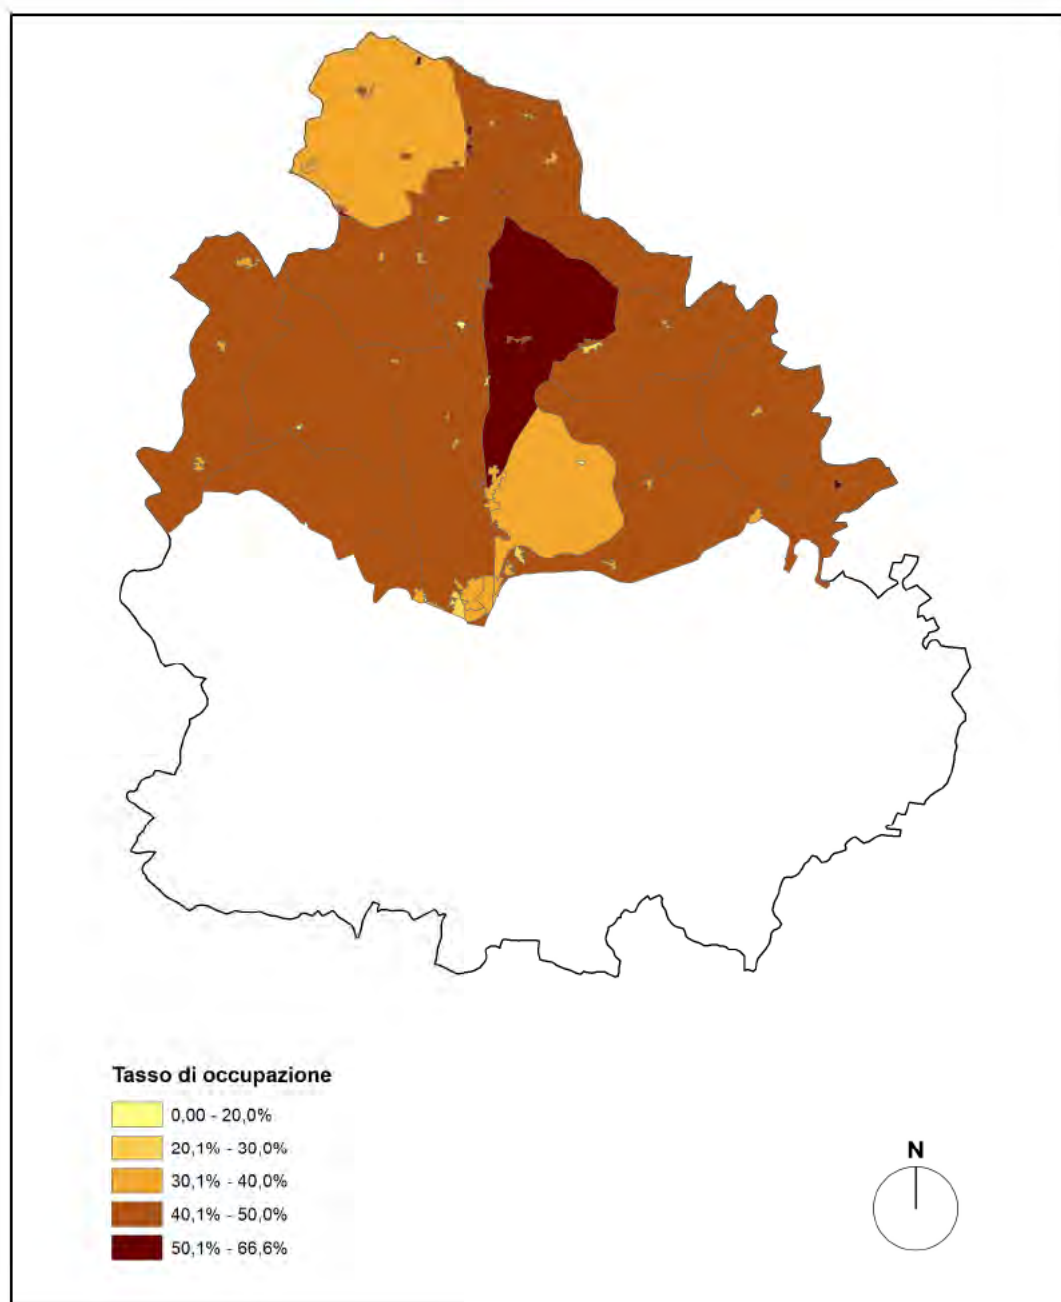 Tasso di occupazione
0,00 - 20,0%
20,1% - 30,0%
30,1% - 40,0%
40,1% - 50,0%
50,1% - 66,6%
N